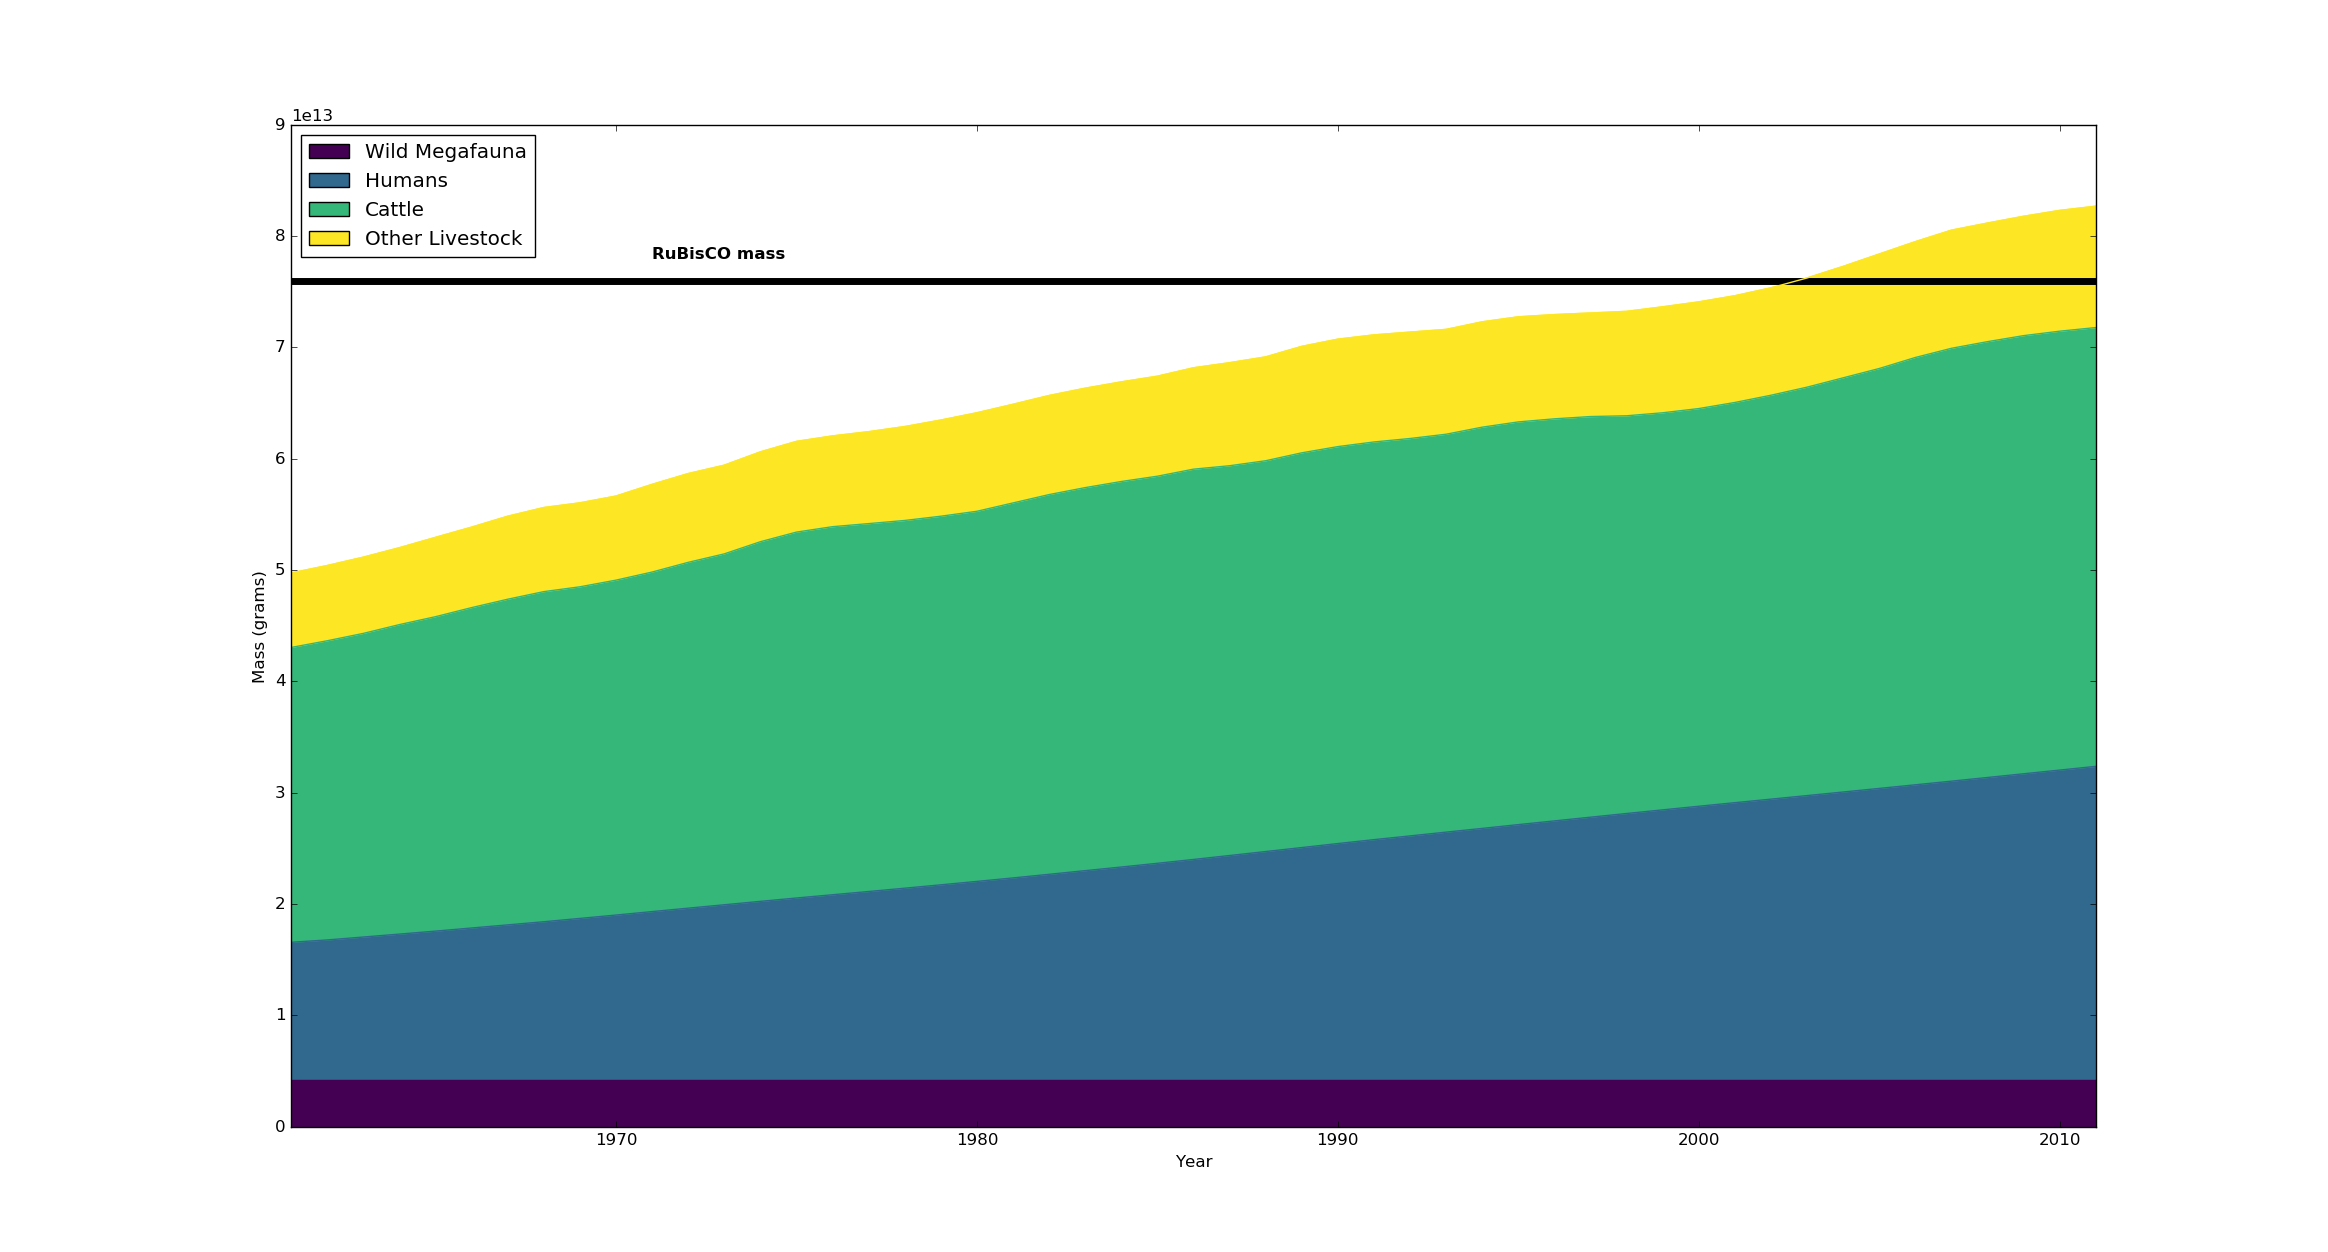 1e13
9
Wild Megafauna
Humans
Cattle
Other Livestock
8
RuBisCO mass
7
6
5
Mass (grams)
4
3
2
1
0
1970 1980 1990 2000 2010
Year